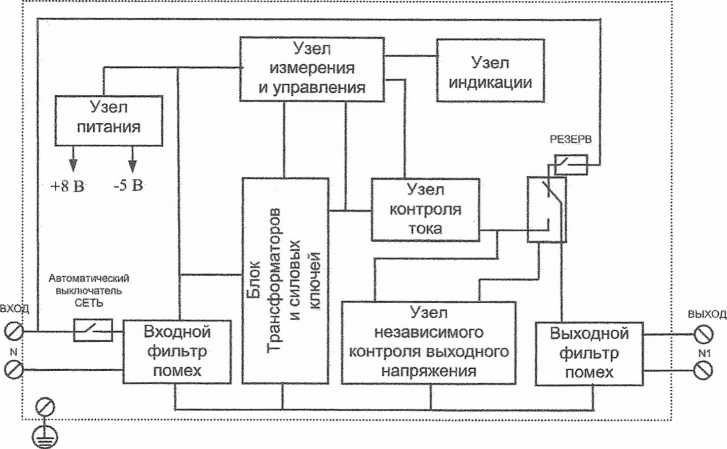 Узел
измерения
и управления
Узел
индикации
Узел
питания
+8 В
-5 В
РЕЗЕРВ
Узел
контроля
тока
Блок
Трансформаторов
и силовых
ключей
Автоматический
выключатель
СЕТЬ
ВХОД
N
Входной
фильтр
помех
Узел
независимого
контроля выходного
напряжения
Выходной
фильтр
помех
ВЫХОД
N1